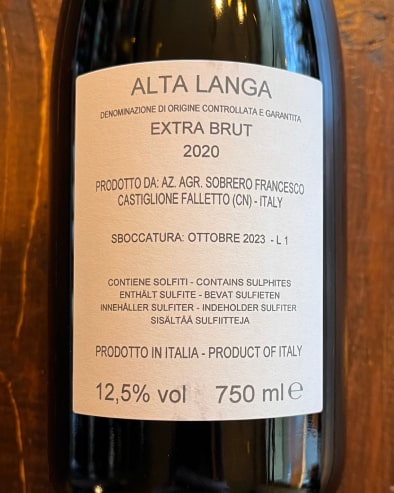 ALTA LANGA
DENOMINAZIONE DI ORIGINE CONTROLLATA E GARANTITA
EXTRA BRUT
2020
PRODOTTO DA: AZ. AGR. SOBRERO FRANCESCO
CASTIGLIONE FALLETTO (CN) - ITALY
SBOCCATURA: OTTOBRE 2023 - L 1
CONTIENE SOLFITI - CONTAINS SULPHITES
ENTHÄLT SULFITE - BEVAT SULFIETEN
INNEHÅLLER SULFITER - INDEHOLDER SULFITER
SISÄLTÄÄ SULFIITTEJA
PRODOTTO IN ITALIA - PRODUCT OF ITALY
12,5% vol 750 ml ℮